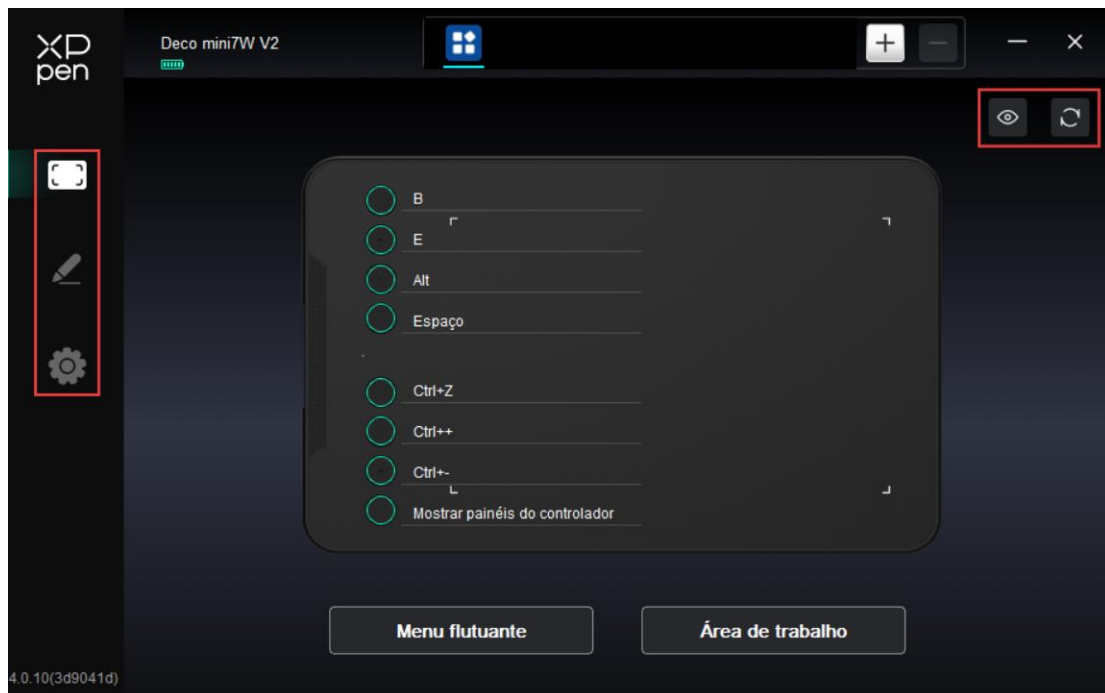 XP
pen
Deco mini7W V2
B
E
Alt
Espaço
Ctrl+Z
Ctrl++
Ctrl+-
Mostrar painéis do controlador
Menu flutuante
Área de trabalho
4.0.10(3d9041d)